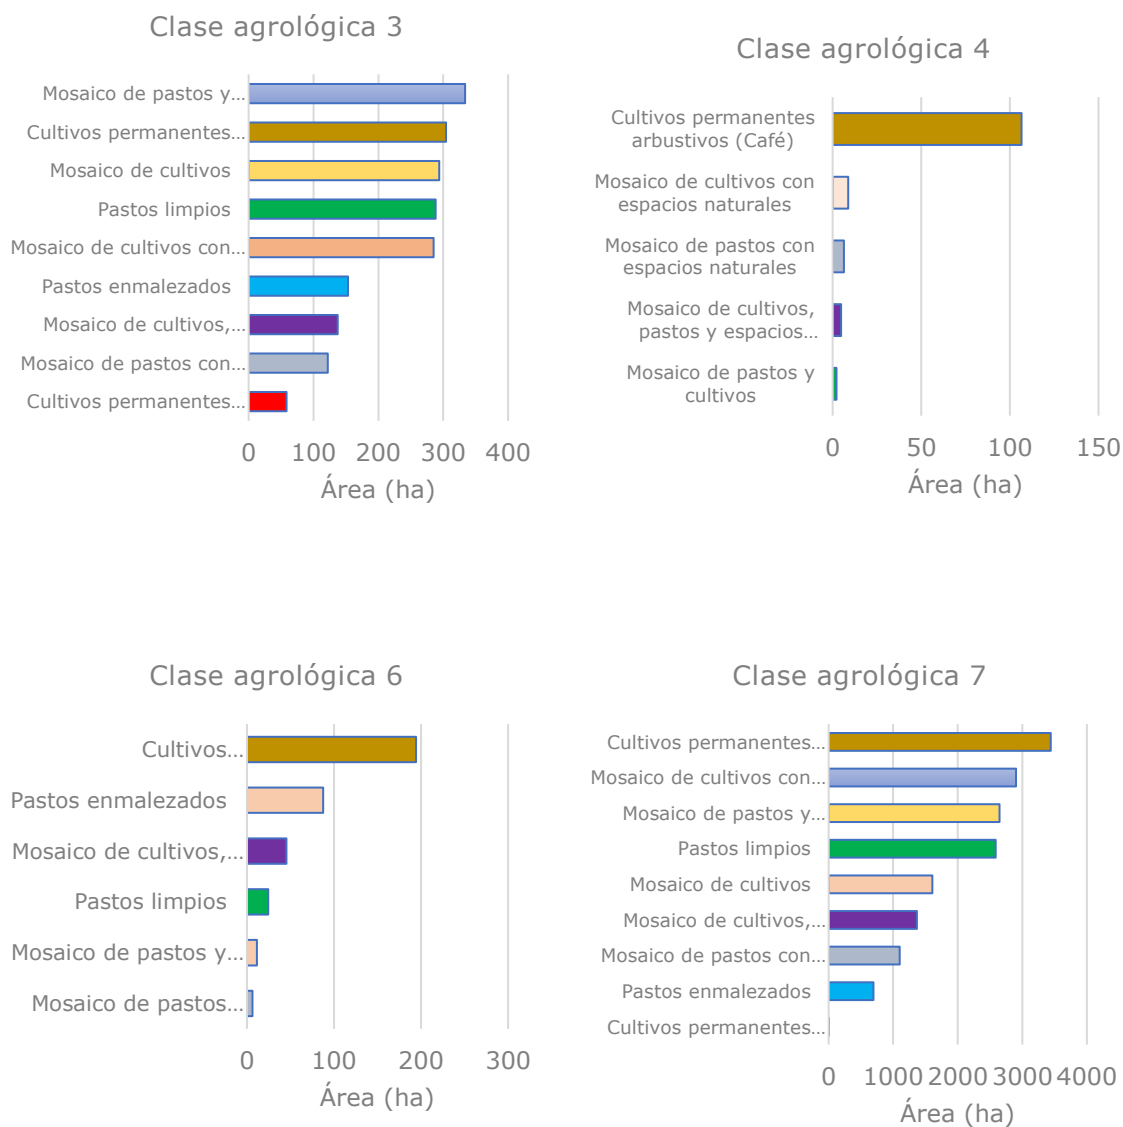 Clase agrológica 3
Mosaico de pastos y...
Cultivos permanentes...
Mosaico de cultivos
Pastos limpios
Mosaico de cultivos con...
Pastos enmalezados
Mosaico de cultivos,...
Mosaico de pastos con...
Cultivos permanentes...
0 100 200 300 400
Área (ha)
Clase agrológica 4
Cultivos permanentes
arbustivos (Café)
Mosaico de cultivos con
espacios naturales
Mosaico de pastos con
espacios naturales
Mosaico de cultivos,
pastos y espacios...
Mosaico de pastos y
cultivos
0 50 100 150
Área (ha)
Clase agrológica 6
Cultivos...
Pastos enmalezados
Mosaico de cultivos,...
Pastos limpios
Mosaico de pastos y...
Mosaico de pastos...
0 100 200 300
Área (ha)
Clase agrológica 7
Cultivos permanentes...
Mosaico de cultivos con...
Mosaico de pastos y...
Pastos limpios
Mosaico de cultivos
Mosaico de cultivos,...
Mosaico de pastos con...
Pastos enmalezados
Cultivos permanentes...
0 1000 2000 3000 4000
Área (ha)